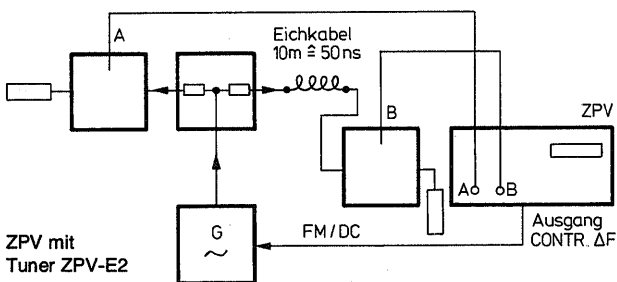 A
Eichkabel
10m ≙ 50ns
B
ZPV
A B
G
~
FM/DC
Ausgang
CONTR. ΔF
ZPV mit
Tuner ZPV-E2